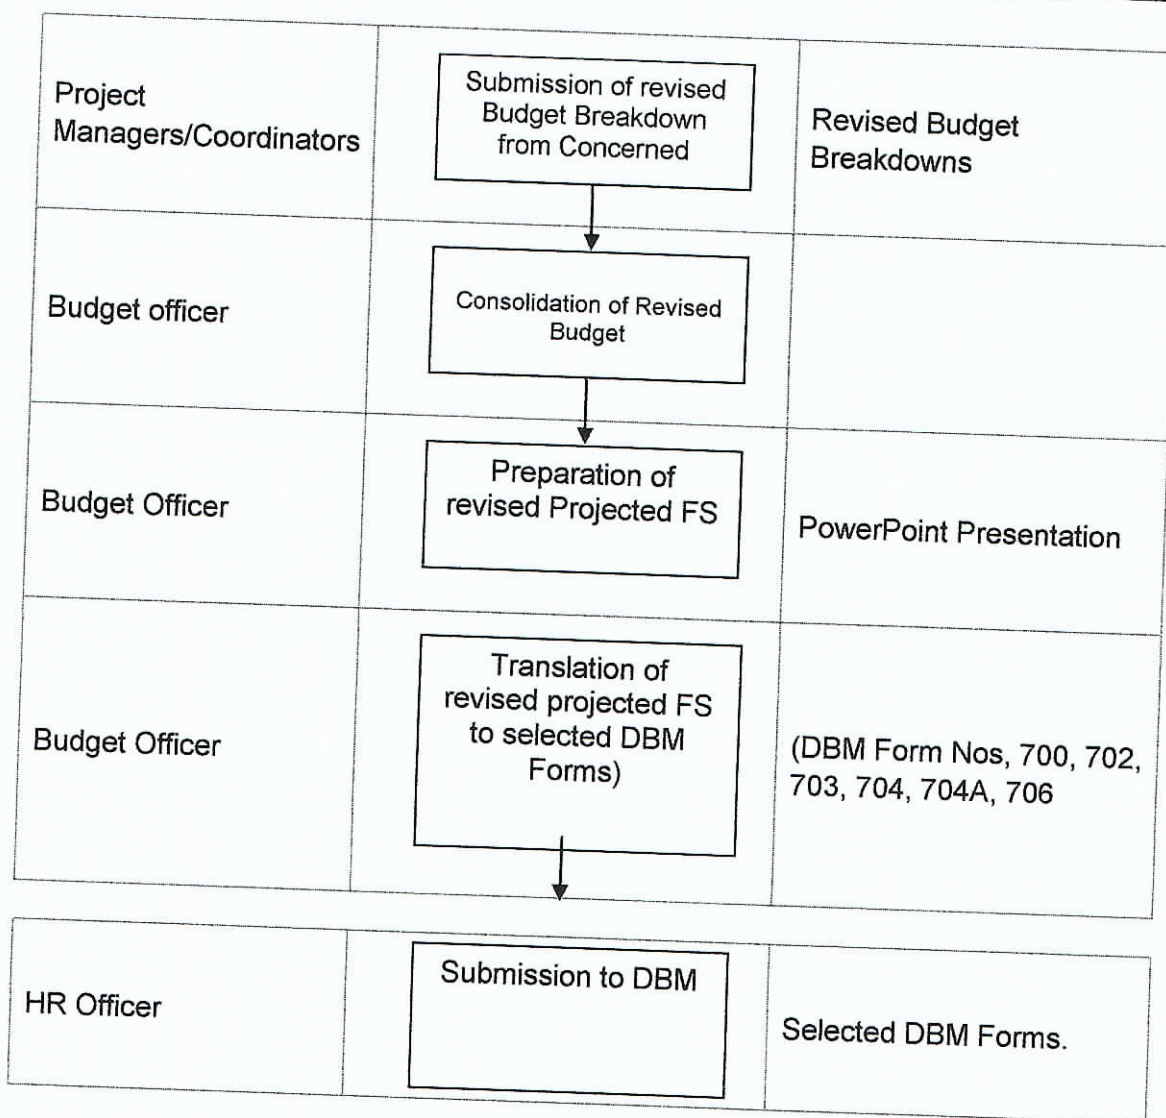 Project
Managers/Coordinators
Submission of revised
Budget Breakdown
from Concerned
Revised Budget
Breakdowns
Budget officer
Consolidation of Revised
Budget
Budget Officer
Preparation of
revised Projected FS
PowerPoint Presentation
Budget Officer
Translation of
revised projected FS
to selected DBM
Forms)
(DBM Form Nos, 700, 702,
703, 704, 704A, 706
HR Officer
Submission to DBM
Selected DBM Forms.